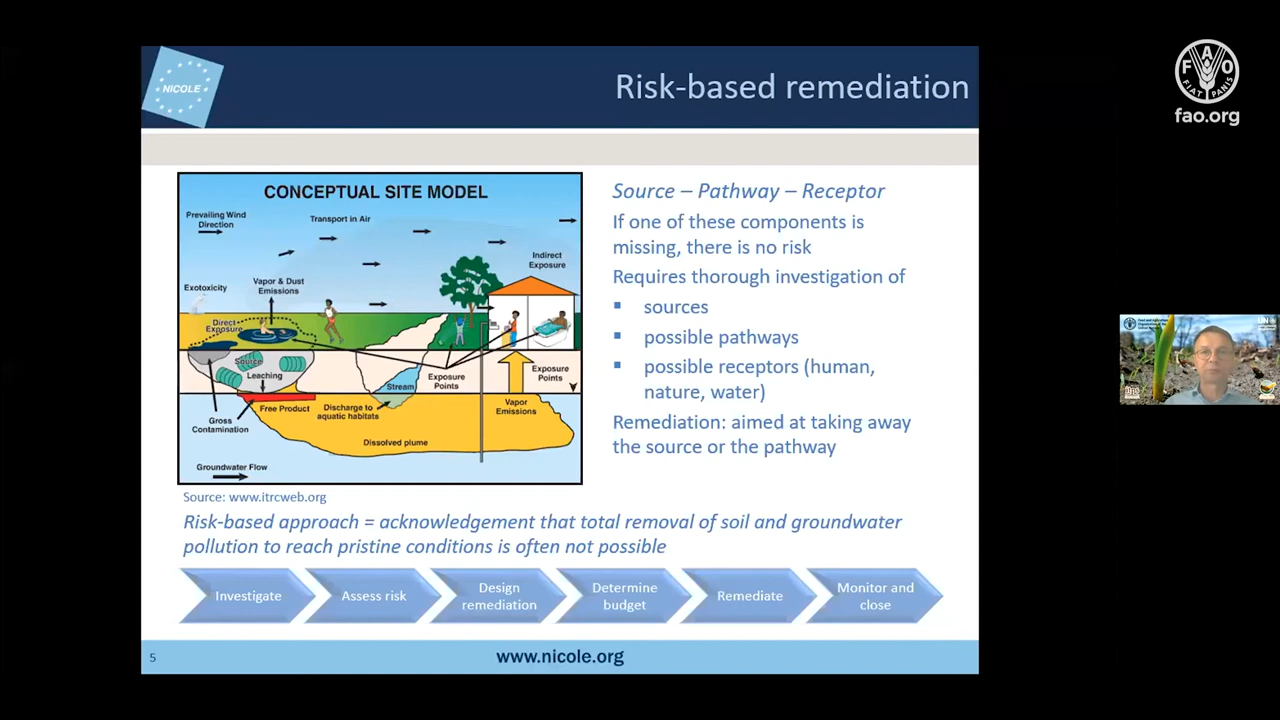 NICOLE
Risk-based remediation
FAO
FIAT PANIS
fao.org
CONCEPTUAL SITE MODEL
Prevailing Wind
Direction
Transport in Air
Indirect
Exposure
Exotoxicity
Vapor & Dust
Emissions
Direct
Exposure
Source
Leaching
Stream
Exposure
Points
Exposure
Points
Gross
Contamination
Free Product
Discharge to
aquatic habitats
Vapor
Emissions
Dissolved plume
Groundwater Flow
Source: www.itrcweb.org
Source – Pathway – Receptor
If one of these components is
missing, there is no risk
Requires thorough investigation of
▪ sources
▪ possible pathways
▪ possible receptors (human,
nature, water)
Remediation: aimed at taking away
the source or the pathway
Risk-based approach = acknowledgement that total removal of soil and groundwater
pollution to reach pristine conditions is often not possible
Investigate
Assess risk
Design
remediation
Determine
budget
Remediate
Monitor and
close
5
www.nicole.org